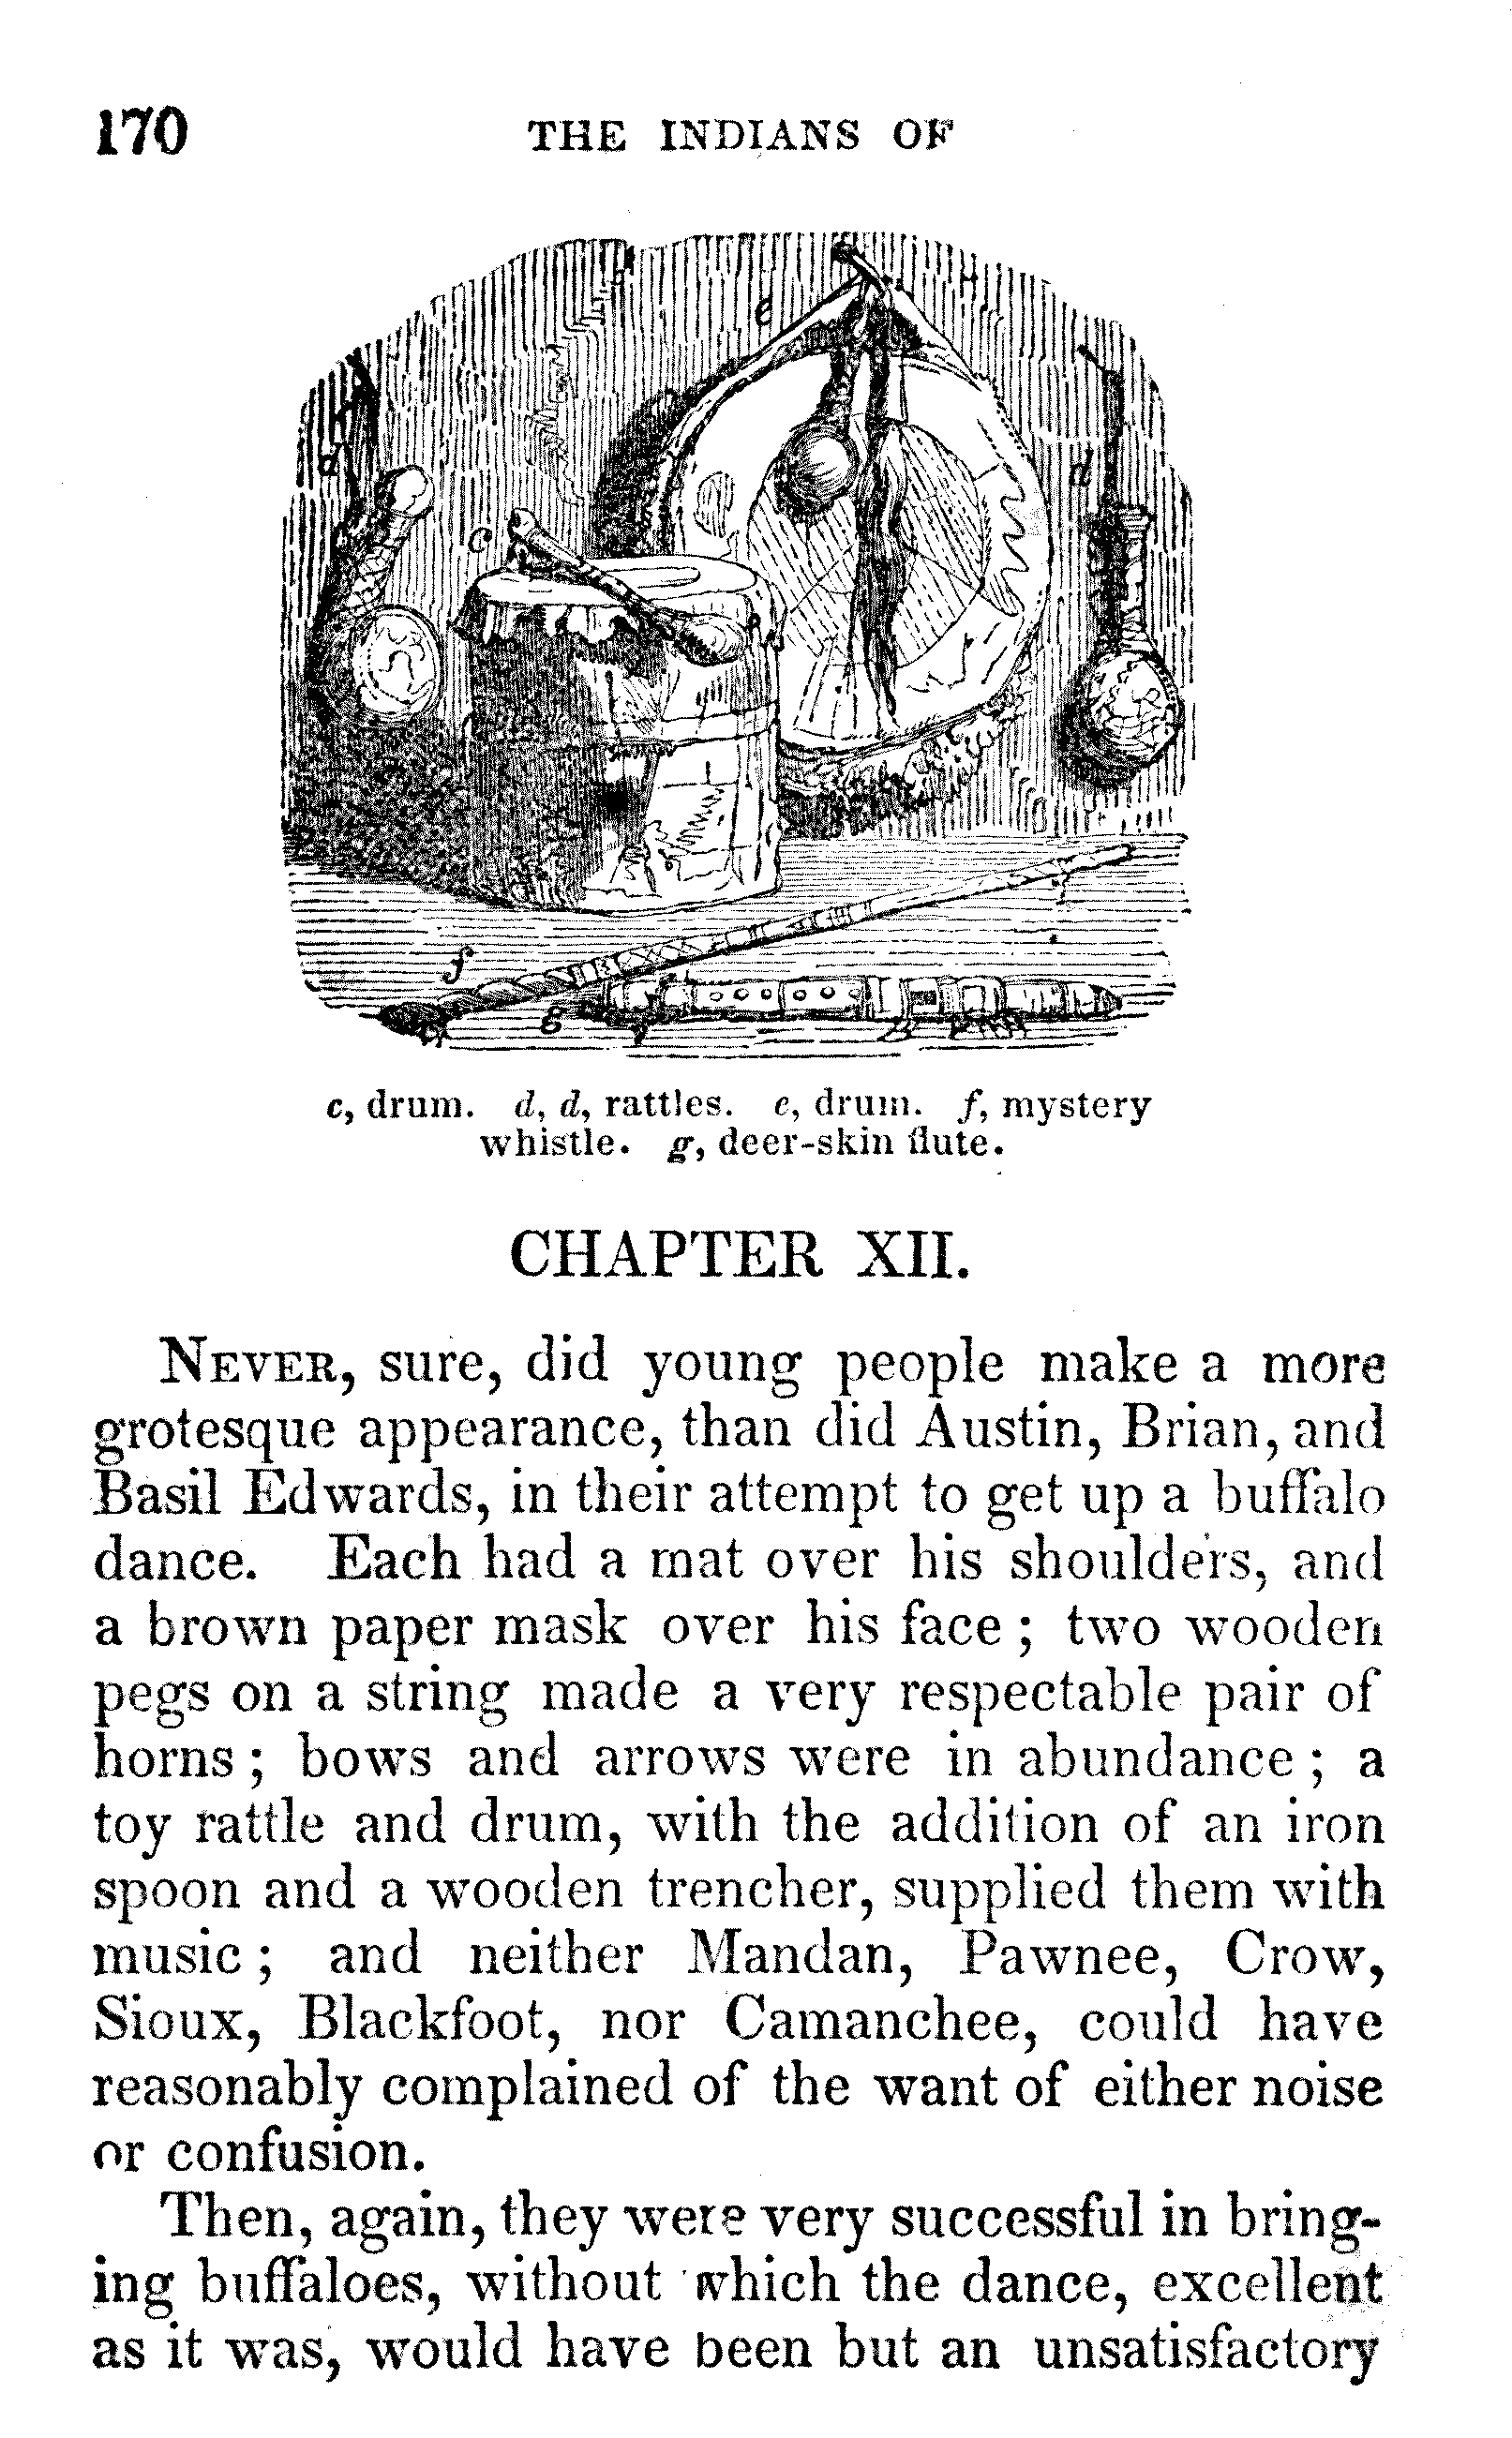 170 THE INDIANS OF
e
d
d
c
f
g
c, drum. d, d, rattles. e, drum. f, mystery
whistle. g, deer-skin flute.
CHAPTER XII.
NEVER, sure, did young people make a more
grotesque appearance, than did Austin, Brian, and
Basil Edwards, in their attempt to get up a buffalo
dance. Each had a mat over his shoulders, and
a brown paper mask over his face; two wooden
pegs on a string made a very respectable pair of
horns; bows and arrows were in abundance; a
toy rattle and drum, with the addition of an iron
spoon and a wooden trencher, supplied them with
music; and neither Mandan, Pawnee, Crow,
Sioux, Blackfoot, nor Camanchee, could have
reasonably complained of the want of either noise
or confusion.
Then, again, they were very successful in bring-
ing buffaloes, without which the dance, excellent
as it was, would have been but an unsatisfactory